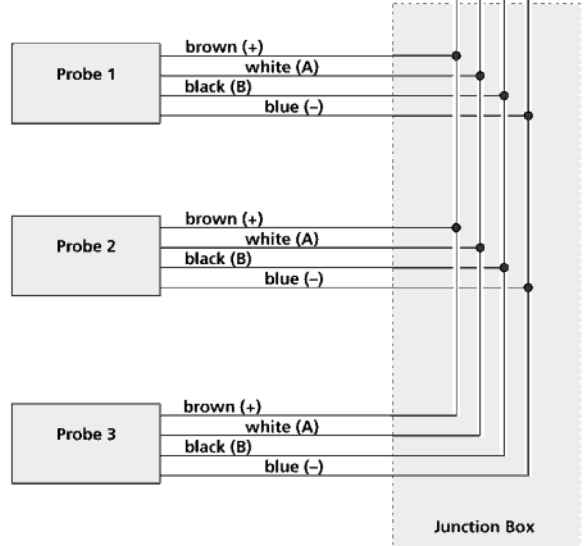 brown (+)
Probe 1
white (A)
black (B)
blue (–)
brown (+)
Probe 2
white (A)
black (B)
blue (–)
brown (+)
Probe 3
white (A)
black (B)
blue (–)
Junction Box